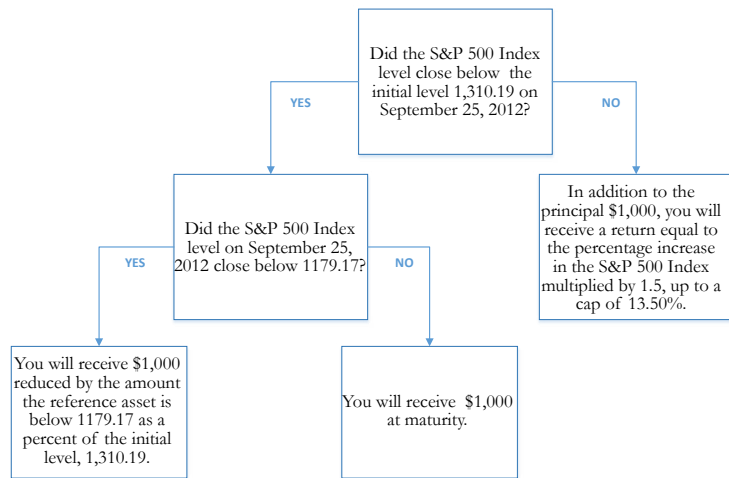 Did the S&P 500 Index
level close below the
initial level 1,310.19 on
September 25, 2012?
YES
NO
Did the S&P 500 Index
level on September 25,
2012 close below 1179.17?
In addition to the
principal $1,000, you will
receive a return equal to
the percentage increase
in the S&P 500 Index
multiplied by 1.5, up to a
cap of 13.50%.
YES
NO
You will receive $1,000
reduced by the amount
the reference asset is
below 1179.17 as a
percent of the initial
level, 1,310.19.
You will receive $1,000
at maturity.